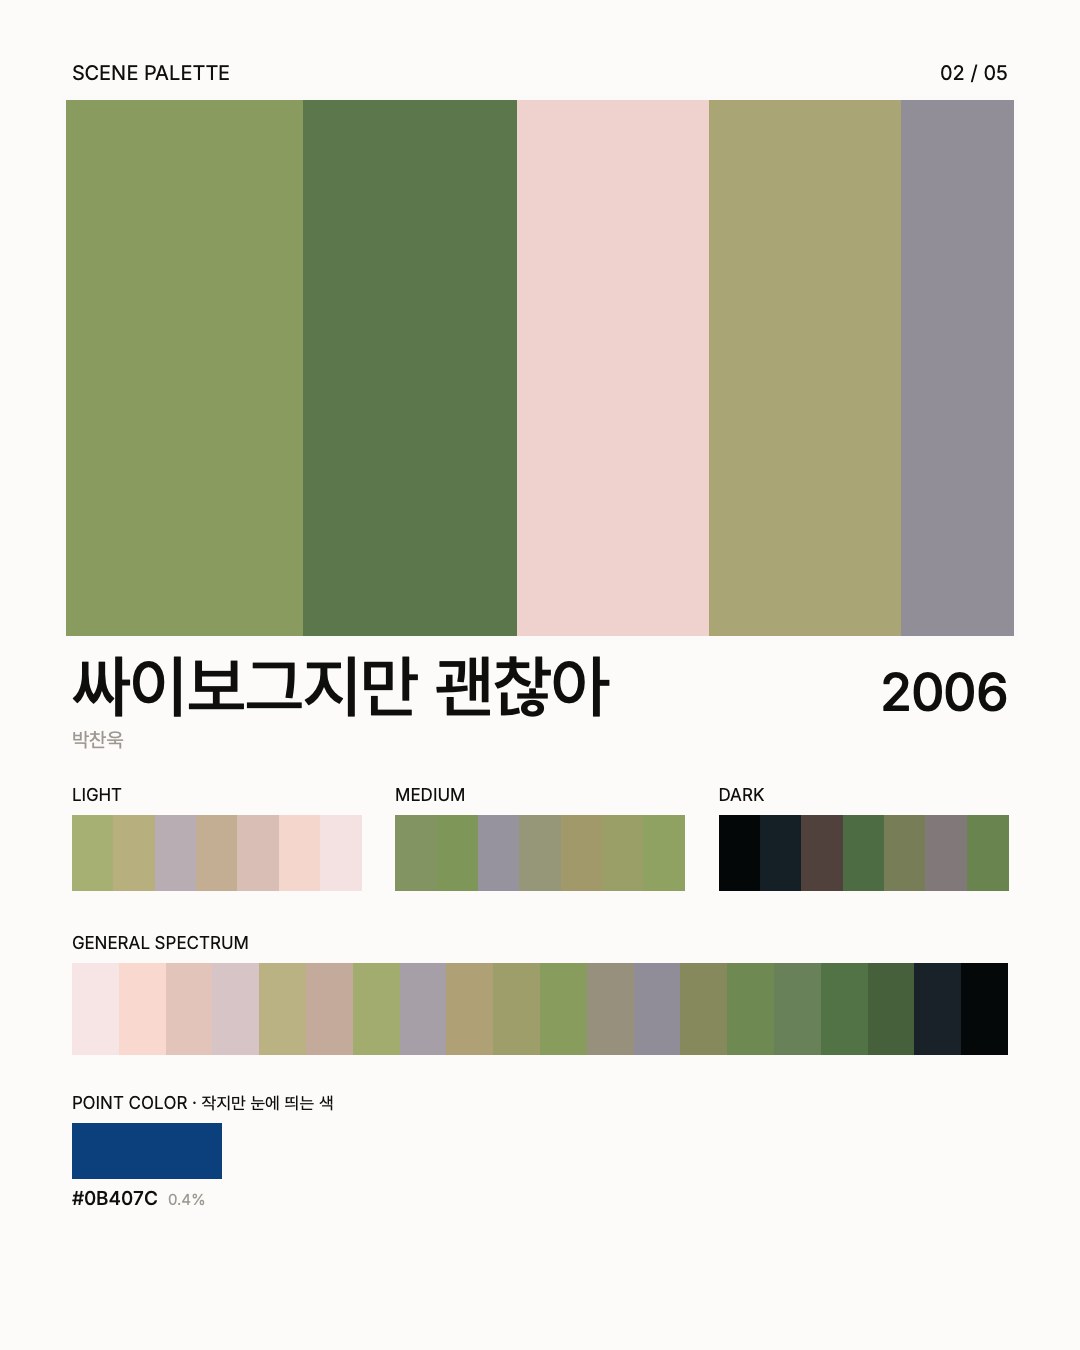 SCENE PALETTE
02 / 05
싸이보그지만 괜찮아
2006
박찬욱
LIGHT
MEDIUM
DARK
GENERAL SPECTRUM
POINT COLOR · 작지만 눈에 띄는 색
#0B407C 0.4%